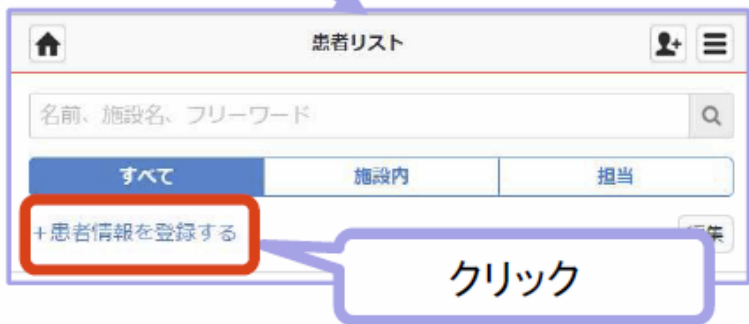 患者リスト
名前、施設名、フリーワード
すべて 施設内 担当
+患者情報を登録する
クリック